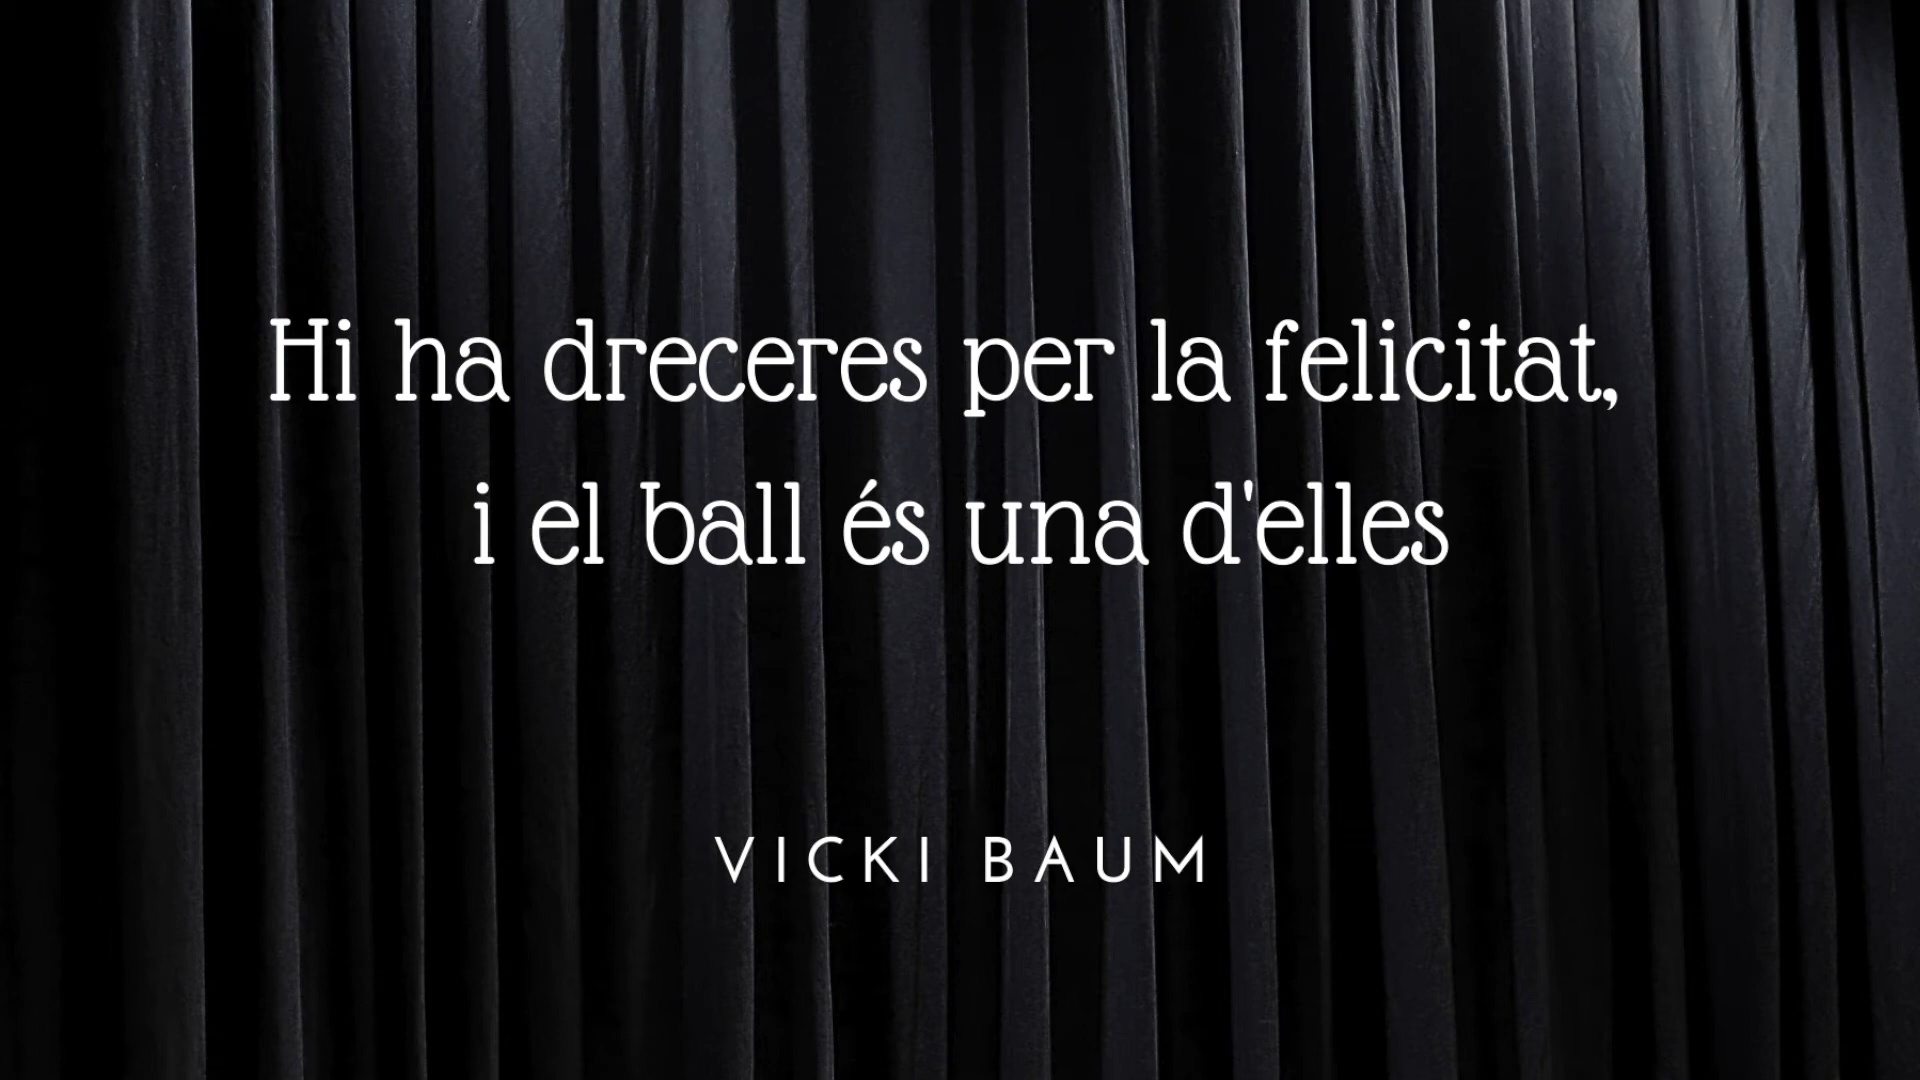 Hi ha dreceres per la felicitat,
i el ball és una d'elles
VICKI BAUM